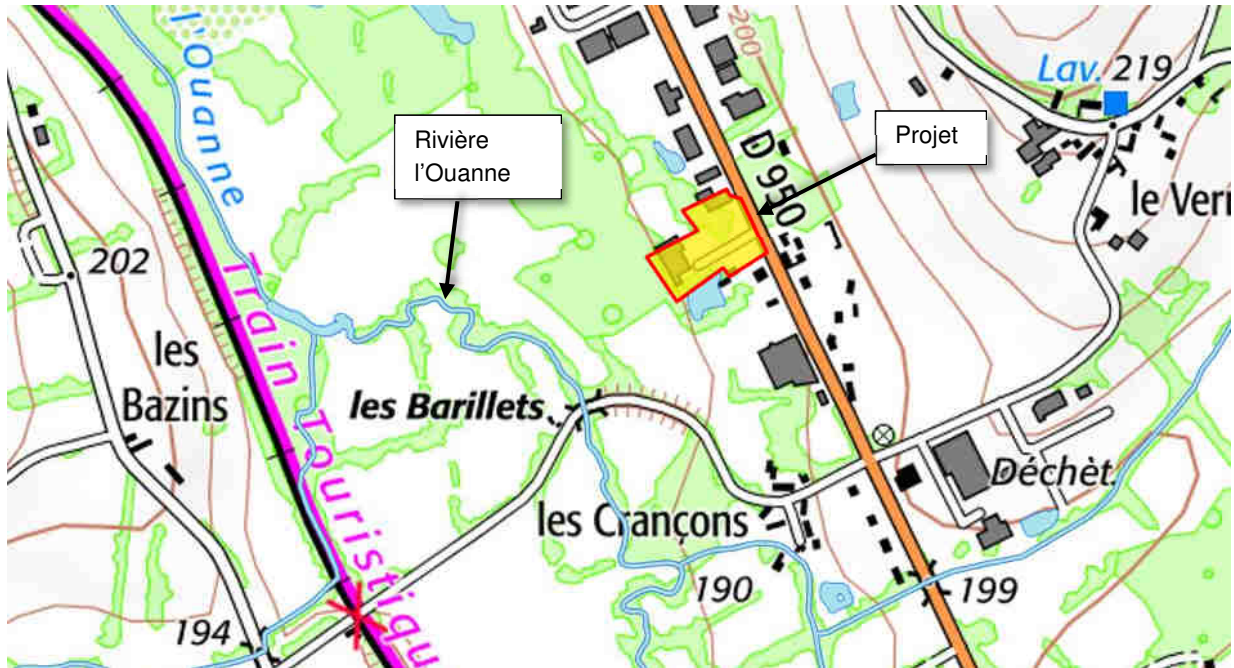 l'Ouanne
200
Lav. 219
Rivière
l'Ouanne
Projet
D 950
le Veri
202
Train Touristiqu
les
Bazins
les Barillets
Déchèt.
les Crançons
190
199
194